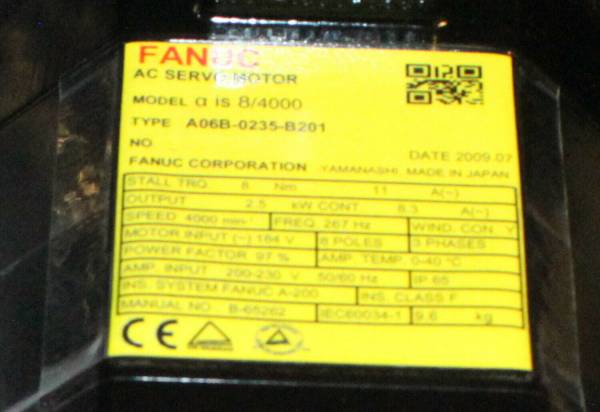 FANUC
AC SERVO MOTOR
MODEL α is 8/4000
TYPE A06B-0235-B201
NO.
DATE 2009.07
FANUC CORPORATION YAMANASHI MADE IN JAPAN
STALL TRQ. 8 Nm 11 A(~)
OUTPUT 2.5 kW CONT 8.3 A(~)
SPEED 4000 min⁻¹ FREQ. 267 Hz WIND. CON. Y
MOTOR INPUT (~) 184 V 8 POLES 3 PHASES
POWER FACTOR 97 % AMP. TEMP. 0-40 °C
AMP. INPUT 200-230 V 50/60 Hz IP 65
INS. SYSTEM FANUC A-200 INS. CLASS F
MANUAL NO. B-65262 IEC60034-1 9.6 kg
CE